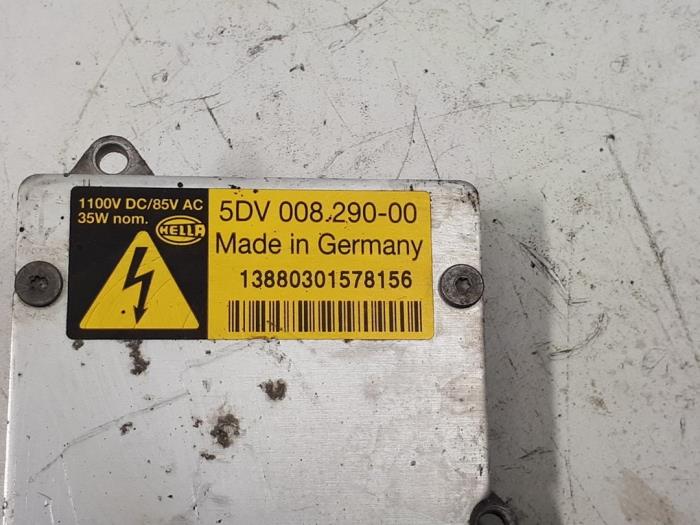 1100V DC/85V AC
35W nom.
HELLA
5DV 008.290-00
Made in Germany
13880301578156